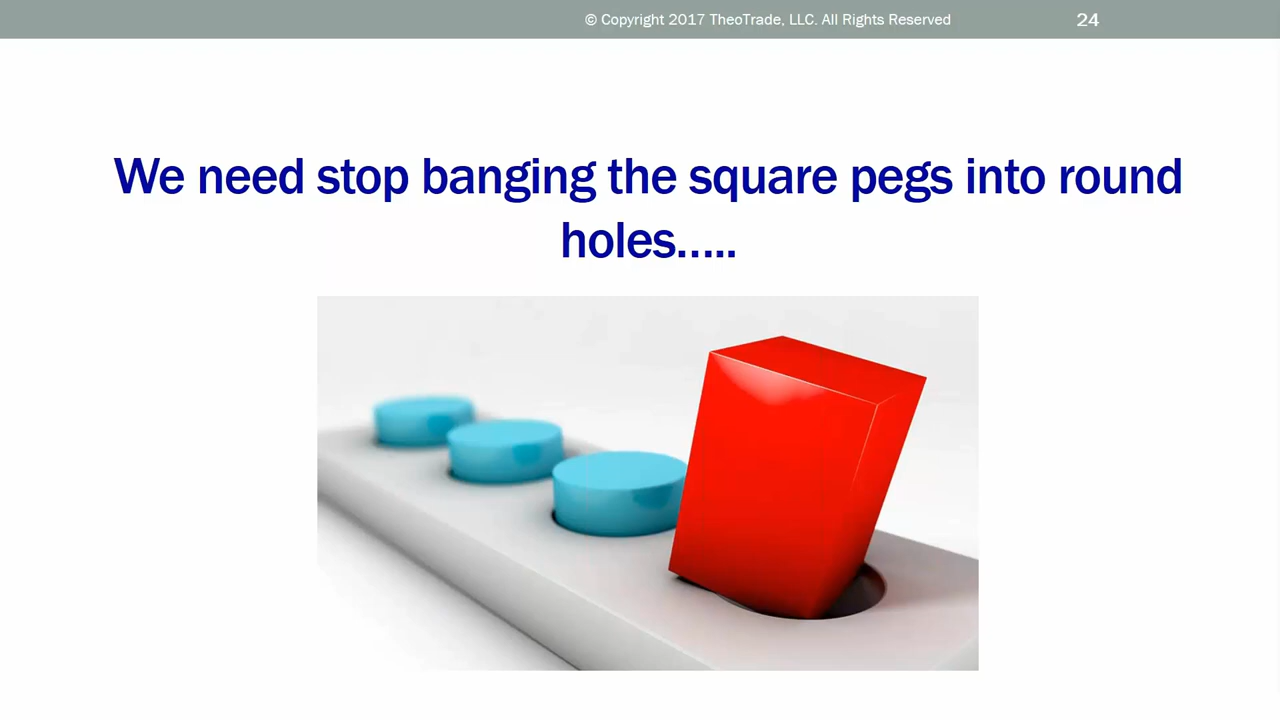 © Copyright 2017 TheoTrade, LLC. All Rights Reserved
24
We need stop banging the square pegs into round
holes.....